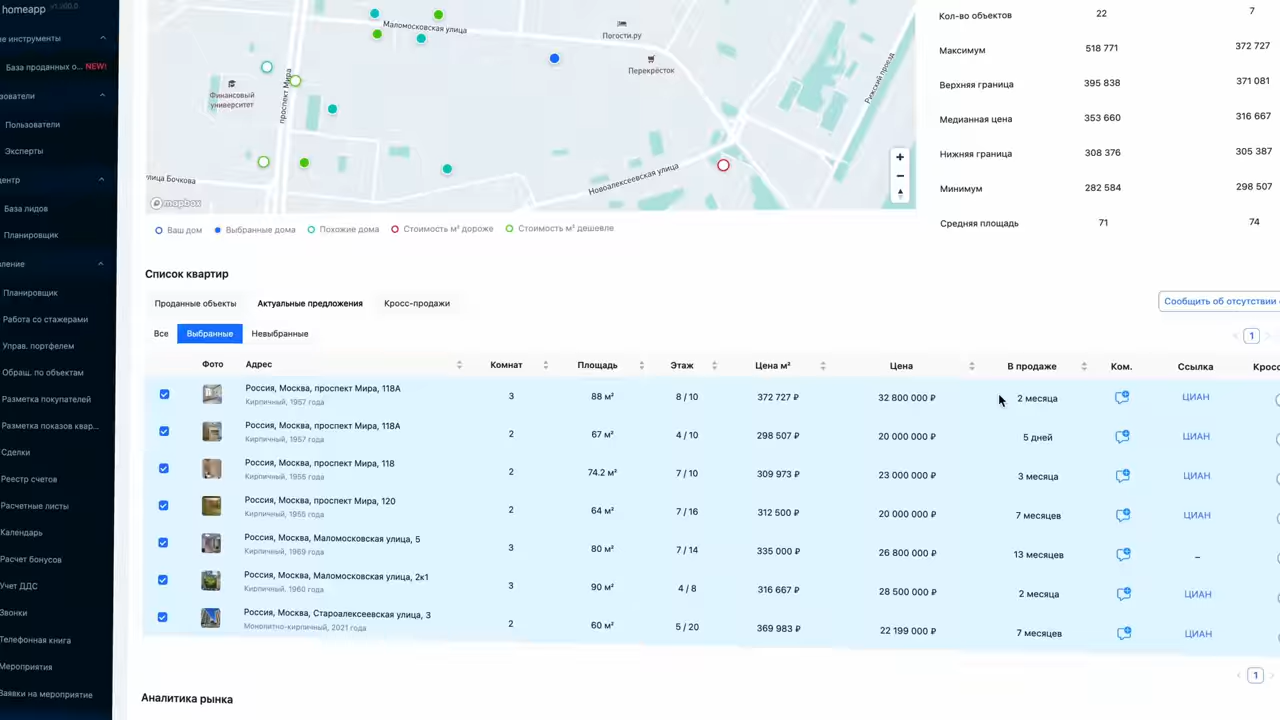 homeapp v1.300.0
е инструменты
База проданных о... NEW!
зователи
Пользователи
Эксперты
центр
База лидов
Планировщик
вление
Планировщик
Работа со стажерами
Управ. портфелем
Обращ. по объектам
Разметка покупателей
Разметка показов квар...
Сделки
Реестр счетов
Расчетные листы
Календарь
Расчет бонусов
Учет ДДС
Звонки
Телефонная книга
Мероприятия
Заявки на мероприятие
Маломосковская улица
Погости.ру
Перекрёсток
Рижский проезд
Финансовый
университет
проспект Мира
улица Бочкова
Новоалексеевская улица
mapbox
Ваш дом
Выбранные дома
Похожие дома
Стоимость м² дороже
Стоимость м² дешевле
Кол-во объектов 22 7
Максимум 518 771 372 727
Верхняя граница 395 838 371 081
Медианная цена 353 660 316 667
Нижняя граница 308 376 305 387
Минимум 282 584 298 507
Средняя площадь 71 74
Список квартир
Проданные объекты Актуальные предложения Кросс-продажи
Сообщить об отсутствии
Все Выбранные Невыбранные
1
Фото Адрес Комнат Площадь Этаж Цена м² Цена В продаже Ком. Ссылка Кросс
Россия, Москва, проспект Мира, 118А 3 88 м² 8 / 10 372 727 ₽ 32 800 000 ₽ 2 месяца ЦИАН
Кирпичный, 1957 года
Россия, Москва, проспект Мира, 118А 2 67 м² 4 / 10 298 507 ₽ 20 000 000 ₽ 5 дней ЦИАН
Кирпичный, 1957 года
Россия, Москва, проспект Мира, 118 2 74.2 м² 7 / 10 309 973 ₽ 23 000 000 ₽ 3 месяца ЦИАН
Кирпичный, 1955 года
Россия, Москва, проспект Мира, 120 2 64 м² 7 / 16 312 500 ₽ 20 000 000 ₽ 7 месяцев ЦИАН
Кирпичный, 1955 года
Россия, Москва, Маломосковская улица, 5 3 80 м² 7 / 14 335 000 ₽ 26 800 000 ₽ 13 месяцев –
Кирпичный, 1969 года
Россия, Москва, Маломосковская улица, 2к1 3 90 м² 4 / 8 316 667 ₽ 28 500 000 ₽ 2 месяца ЦИАН
Кирпичный, 1960 года
Россия, Москва, Староалексеевская улица, 3 2 60 м² 5 / 20 369 983 ₽ 22 199 000 ₽ 7 месяцев ЦИАН
Монолитно-кирпичный, 2021 года
1
Аналитика рынка